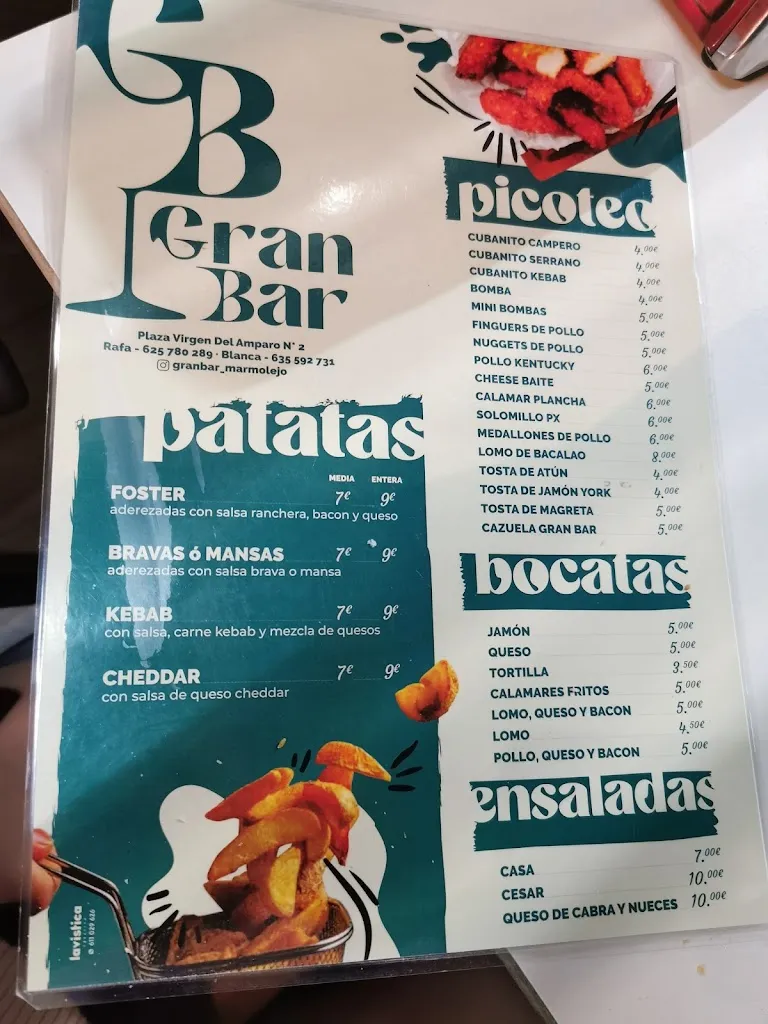 GB
Gran
Bar
Plaza Virgen Del Amparo Nº 2
Rafa - 625 780 289 · Blanca - 635 592 731
granbar_marmolejo
patatas
MEDIA ENTERA
FOSTER 7€ 9€
aderezadas con salsa ranchera, bacon y queso
BRAVAS ó MANSAS 7€ 9€
aderezadas con salsa brava o mansa
KEBAB 7€ 9€
con salsa, carne kebab y mezcla de quesos
CHEDDAR 7€ 9€
con salsa de queso cheddar
lavistica
613 029 626
picoteo
CUBANITO CAMPERO 4.00€
CUBANITO SERRANO 4.00€
CUBANITO KEBAB 4.00€
BOMBA 4.00€
MINI BOMBAS 5.00€
FINGUERS DE POLLO 5.00€
NUGGETS DE POLLO 5.00€
POLLO KENTUCKY 6.00€
CHEESE BAITE 5.00€
CALAMAR PLANCHA 6.00€
SOLOMILLO PX 6.00€
MEDALLONES DE POLLO 6.00€
LOMO DE BACALAO 8.00€
TOSTA DE ATÚN 4.00€
TOSTA DE JAMÓN YORK 4.00€
TOSTA DE MAGRETA 5.00€
CAZUELA GRAN BAR 5.00€
bocatas
JAMÓN 5.00€
QUESO 5.00€
TORTILLA 3.50€
CALAMARES FRITOS 5.00€
LOMO, QUESO Y BACON 5.00€
LOMO 4.50€
POLLO, QUESO Y BACON 5.00€
ensaladas
CASA 7.00€
CESAR 10.00€
QUESO DE CABRA Y NUECES 10.00€